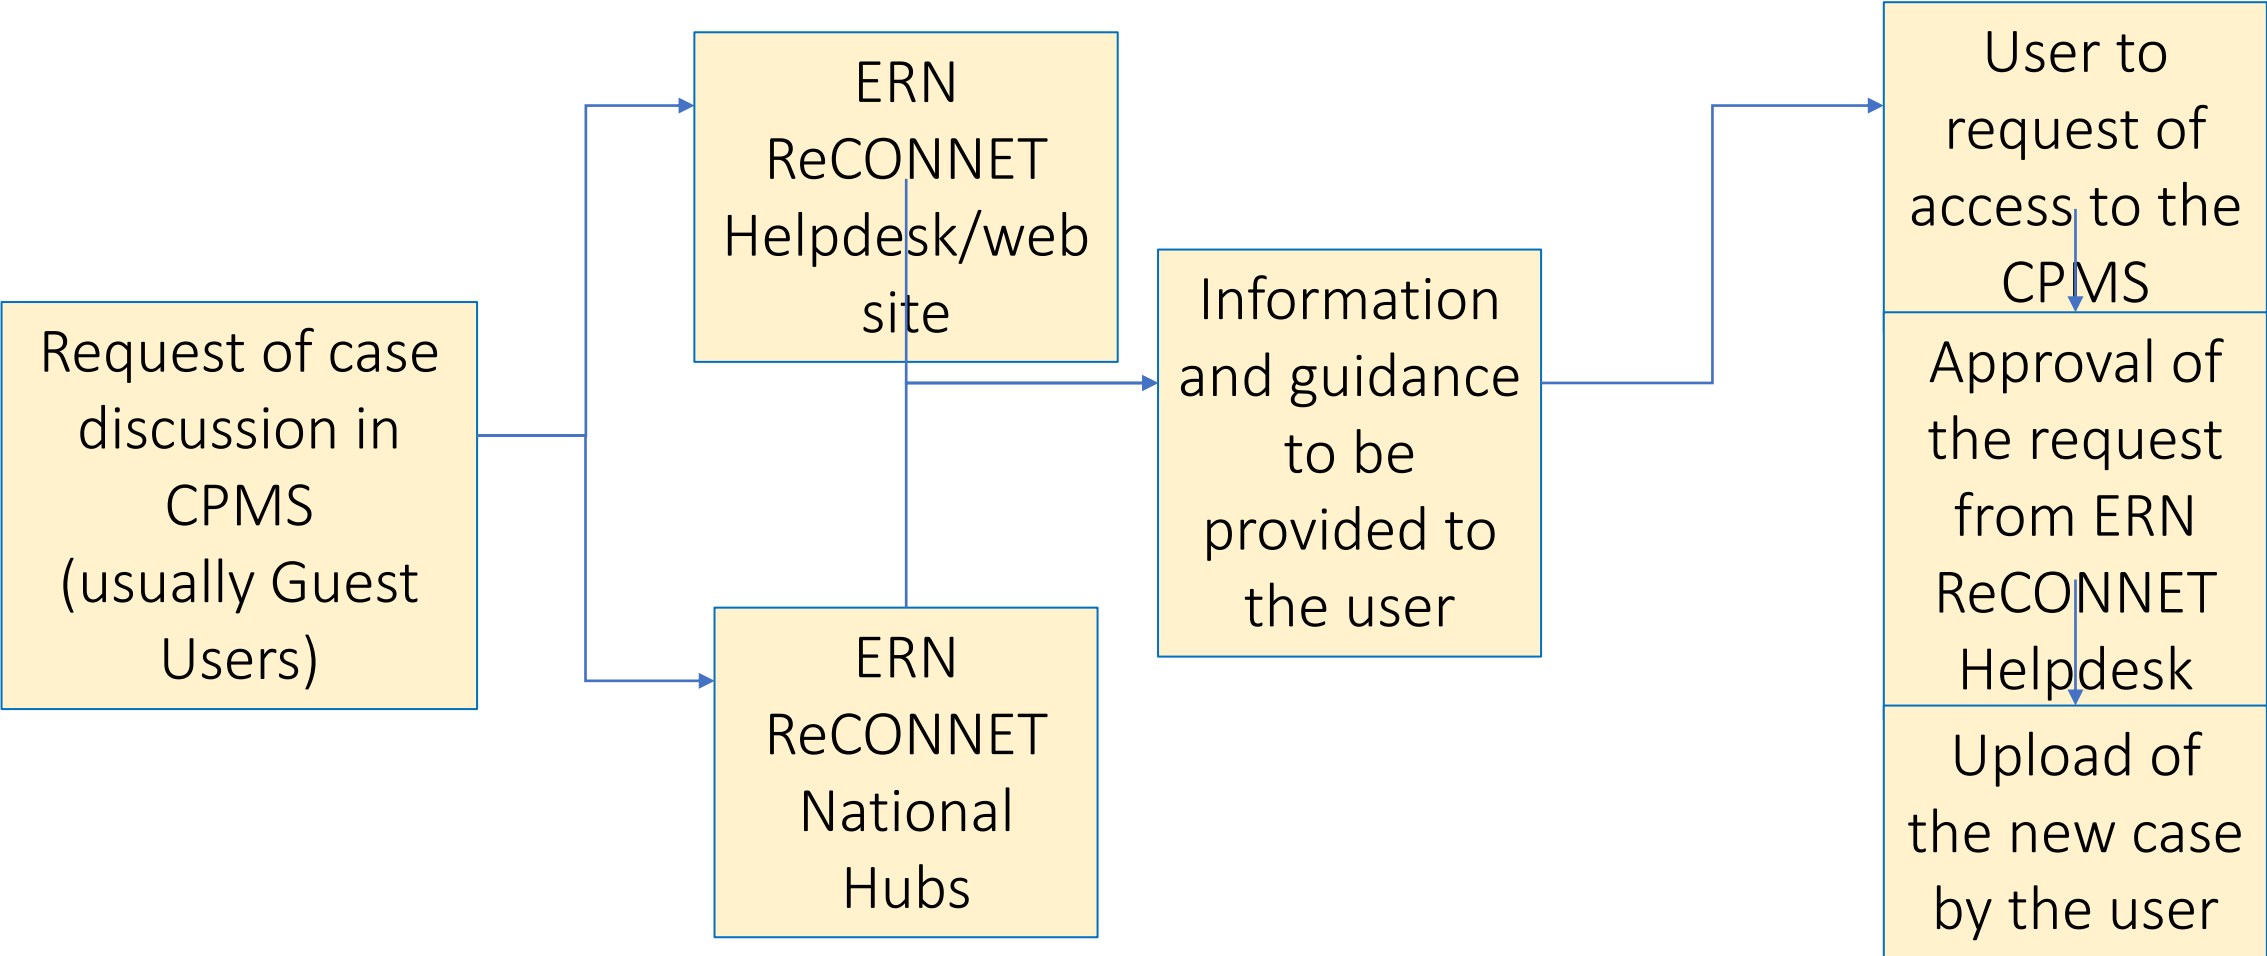 Request of case
discussion in
CPMS
(usually Guest
Users)
ERN
ReCONNET
Helpdesk/web
site
ERN
ReCONNET
National
Hubs
Information
and guidance
to be
provided to
the user
User to
request of
access to the
CPMS
Approval of
the request
from ERN
ReCONNET
Helpdesk
Upload of
the new case
by the user